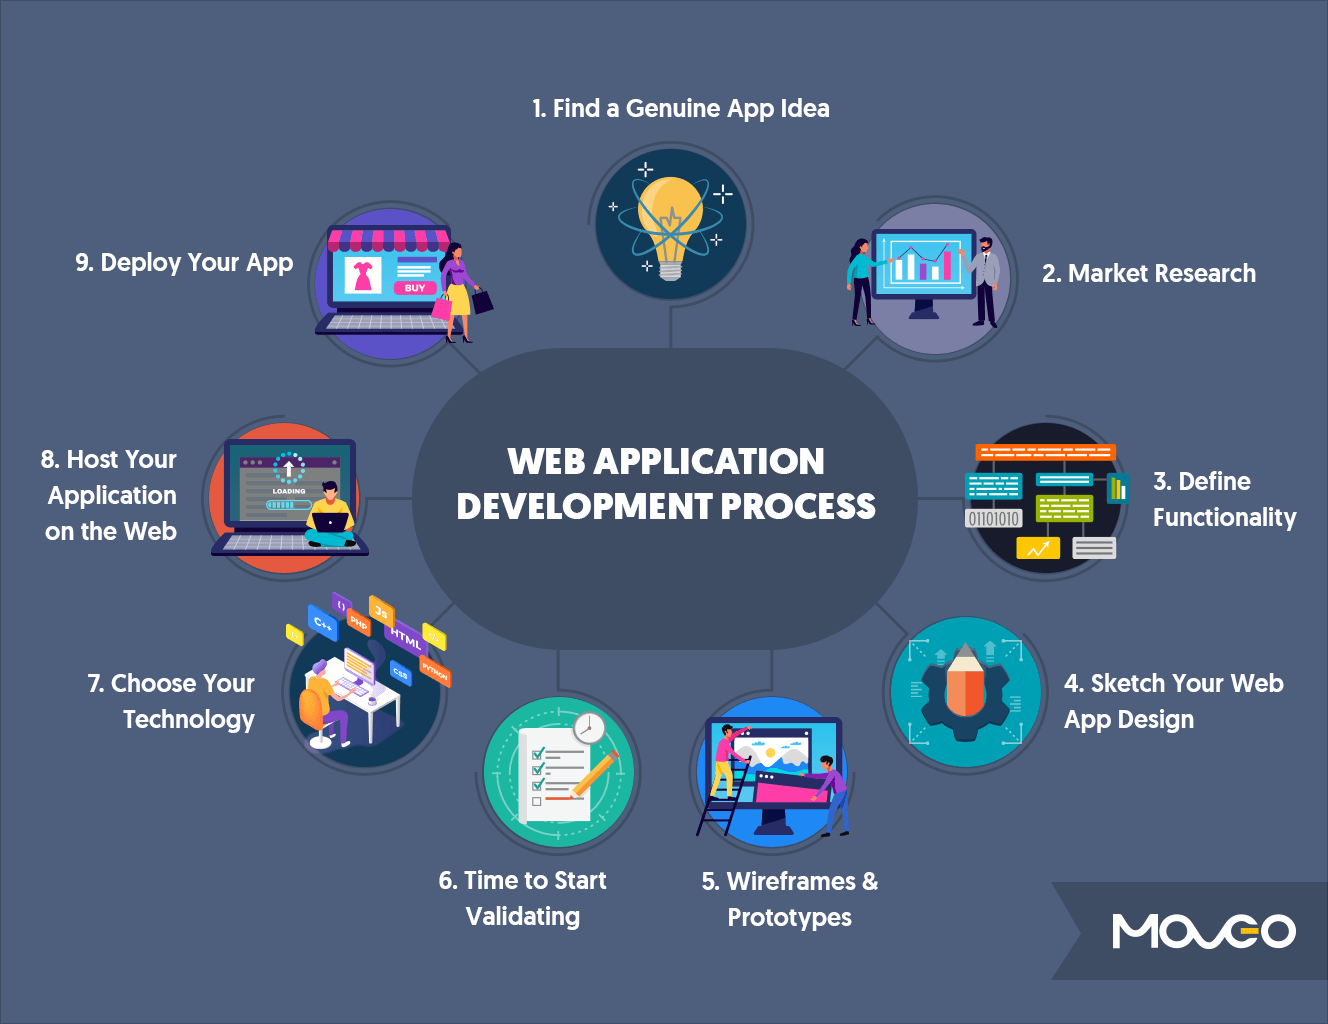 1. Find a Genuine App Idea
9. Deploy Your App
BUY
2. Market Research
8. Host Your
Application
on the Web
LOADING
WEB APPLICATION
DEVELOPMENT PROCESS
01101010
3. Define
Functionality
7. Choose Your
Technology
{ }
C++
PHP
Js
HTML
</>
CSS
PYTHON
4. Sketch Your Web
App Design
6. Time to Start
Validating
5. Wireframes &
Prototypes
MOVGO